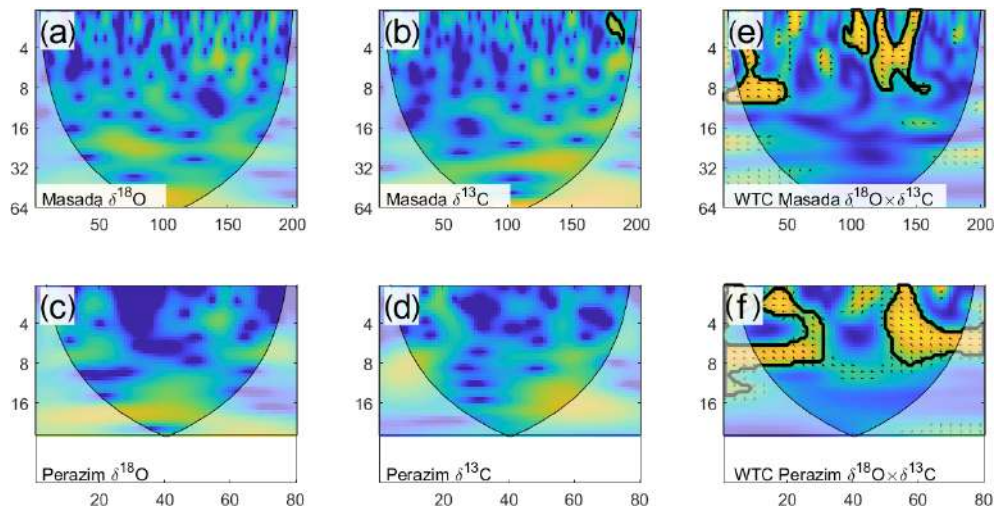 (a)
4
8
16
32
64
Masada δ¹⁸O
50 100 150 200
(b)
4
8
16
32
64
Masada δ¹³C
50 100 150 200
(e)
4
8
16
32
64
WTC Masada δ¹⁸O×δ¹³C
50 100 150 200
(c)
4
8
16
Perazim δ¹⁸O
20 40 60 80
(d)
4
8
16
Perazim δ¹³C
20 40 60 80
(f)
4
8
16
WTC Perazim δ¹⁸O×δ¹³C
20 40 60 80